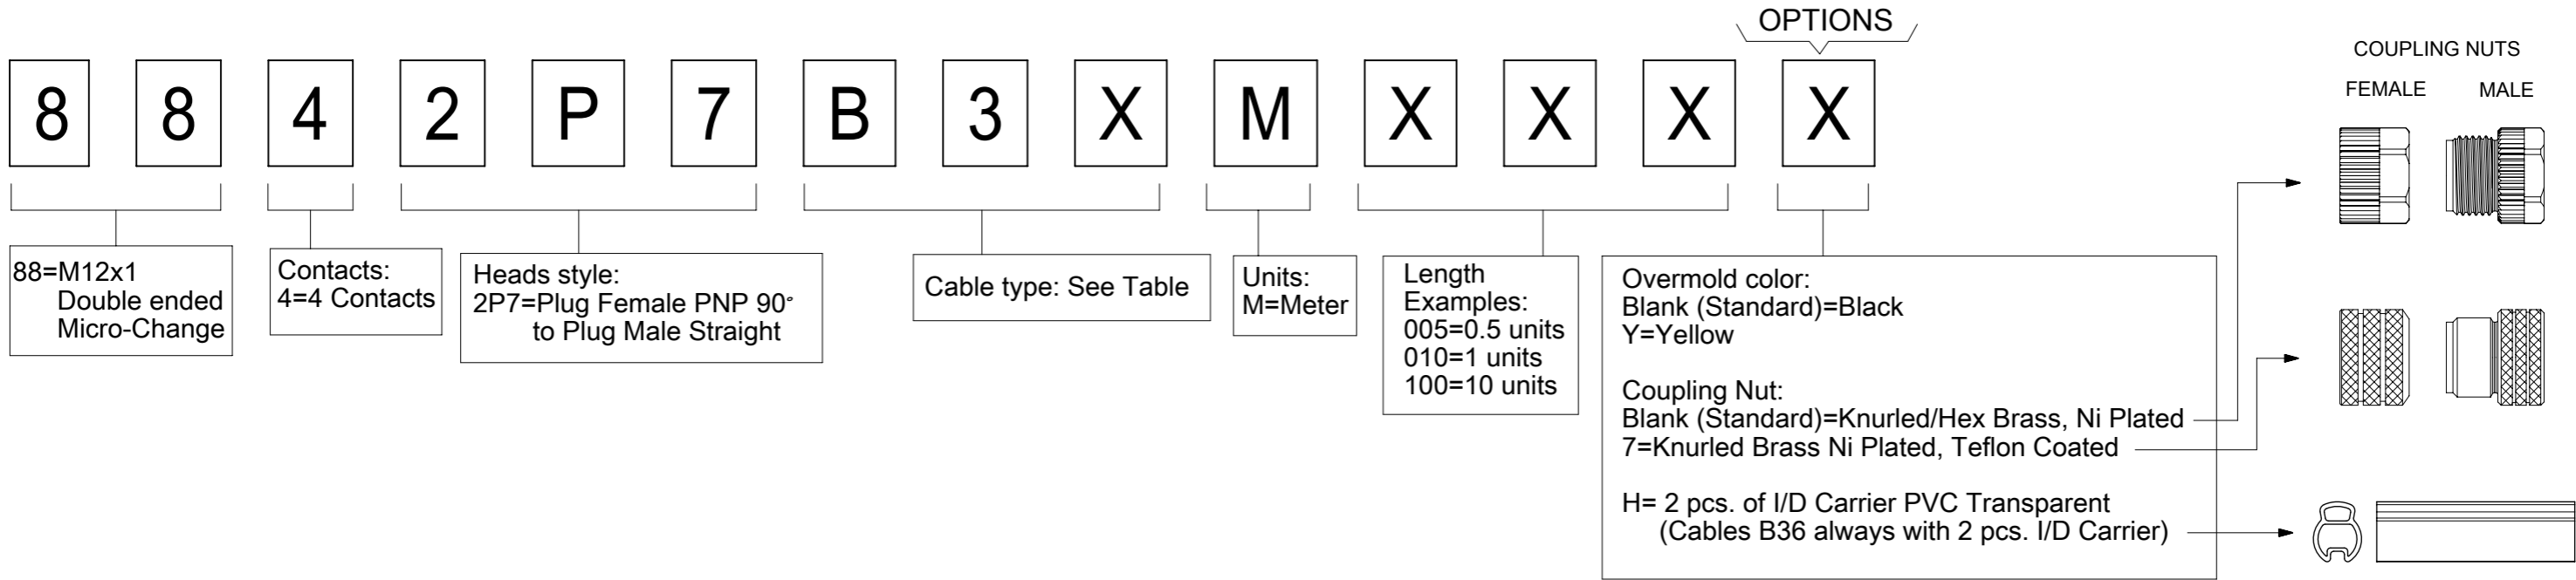 OPTIONS
8 8 4 2 P 7 B 3 X M X X X X
88=M12x1
Double ended
Micro-Change
Contacts:
4=4 Contacts
Heads style:
2P7=Plug Female PNP 90°
to Plug Male Straight
Cable type: See Table
Units:
M=Meter
Length
Examples:
005=0.5 units
010=1 units
100=10 units
Overmold color:
Blank (Standard)=Black
Y=Yellow
Coupling Nut:
Blank (Standard)=Knurled/Hex Brass, Ni Plated
7=Knurled Brass Ni Plated, Teflon Coated
H= 2 pcs. of I/D Carrier PVC Transparent
(Cables B36 always with 2 pcs. I/D Carrier)
COUPLING NUTS
FEMALE MALE